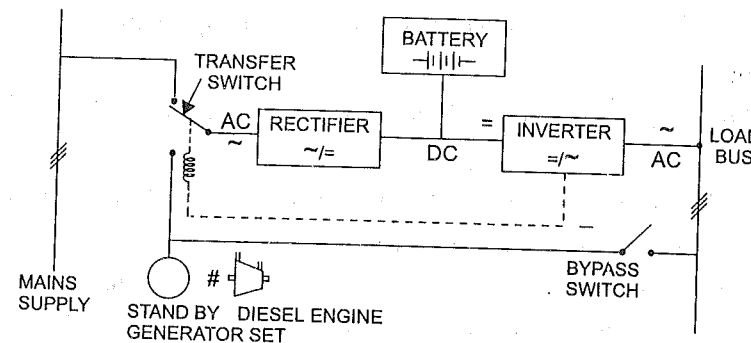 BATTERY
TRANSFER
SWITCH
AC
~
RECTIFIER
~/=
DC
=
INVERTER
=/~
~
AC
LOAD
BUS
MAINS
SUPPLY
#
STAND BY DIESEL ENGINE
GENERATOR SET
BYPASS
SWITCH